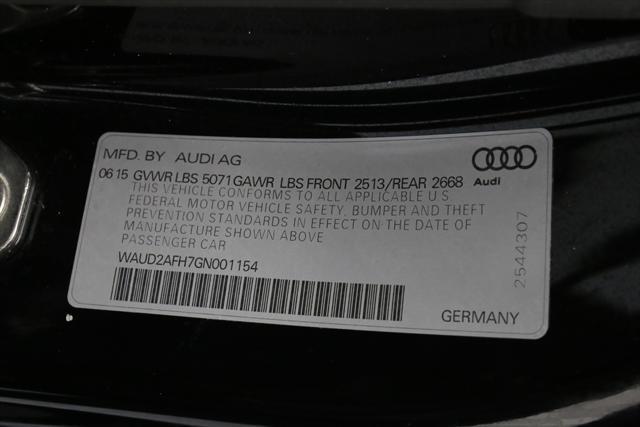 MFD. BY AUDI AG
06 15 GVWR LBS 5071 GAWR LBS FRONT 2513/REAR 2668
THIS VEHICLE CONFORMS TO ALL APPLICABLE U.S.
FEDERAL MOTOR VEHICLE SAFETY, BUMPER AND THEFT
PREVENTION STANDARDS IN EFFECT ON THE DATE OF
MANUFACTURE SHOWN ABOVE
PASSENGER CAR
WAUD2AFH7GN001154
Audi
2544307
GERMANY